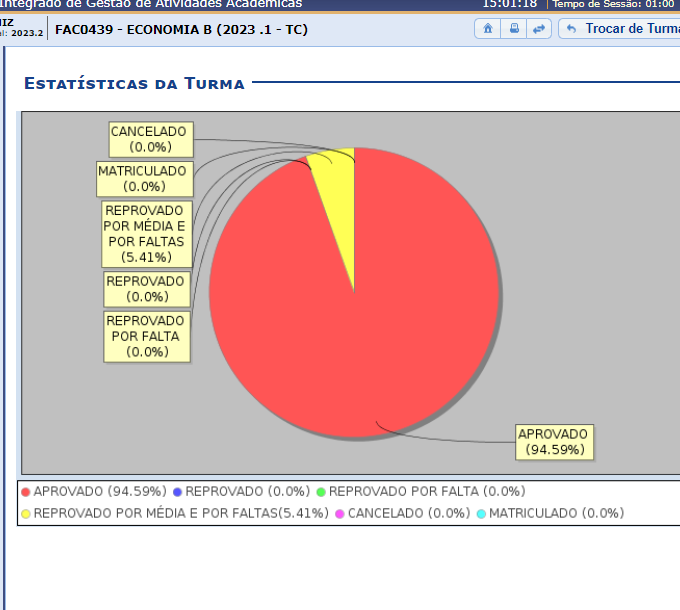 Integrado de Gestão de Atividades Acadêmicas 15:01:18 Tempo de Sessão: 01:00
NIZ
al: 2023.2 FAC0439 - ECONOMIA B (2023 .1 - TC) Trocar de Turma
ESTATÍSTICAS DA TURMA
CANCELADO
(0.0%)
MATRICULADO
(0.0%)
REPROVADO
POR MÉDIA E
POR FALTAS
(5.41%)
REPROVADO
(0.0%)
REPROVADO
POR FALTA
(0.0%)
APROVADO
(94.59%)
APROVADO (94.59%) REPROVADO (0.0%) REPROVADO POR FALTA (0.0%)
REPROVADO POR MÉDIA E POR FALTAS(5.41%) CANCELADO (0.0%) MATRICULADO (0.0%)